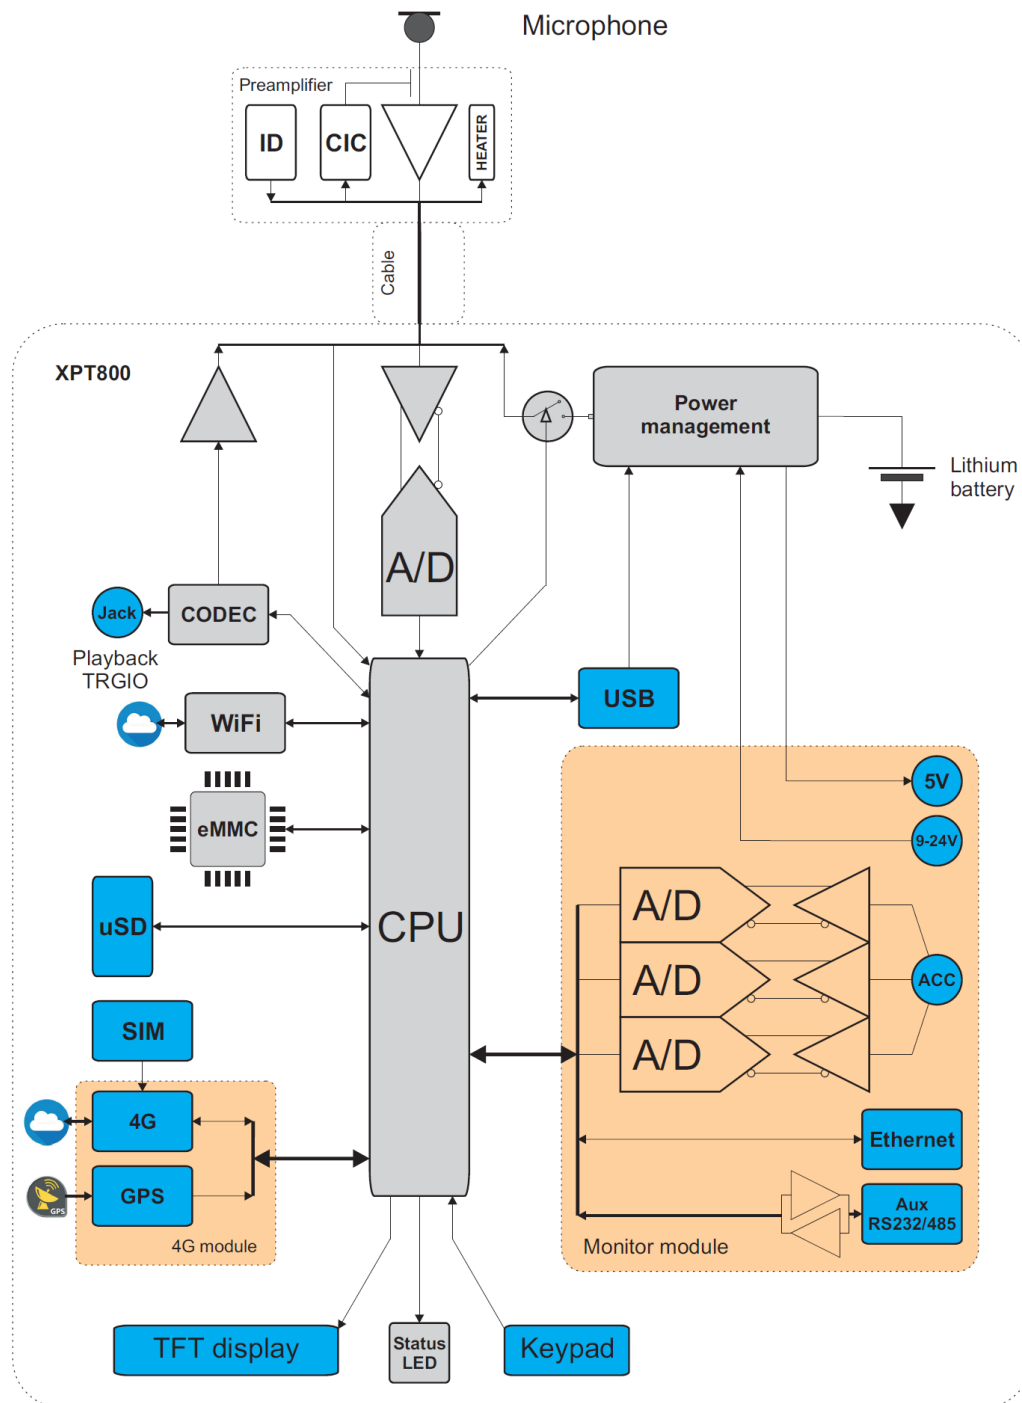 Microphone
Preamplifier
ID
CIC
HEATER
Cable
XPT800
Power
management
Lithium
battery
A/D
Jack
CODEC
Playback
TRGIO
WiFi
USB
5V
eMMC
9-24V
uSD
CPU
A/D
A/D
ACC
A/D
SIM
4G
Ethernet
GPS
GPS
Aux
RS232/485
4G module
Monitor module
TFT display
Status
LED
Keypad